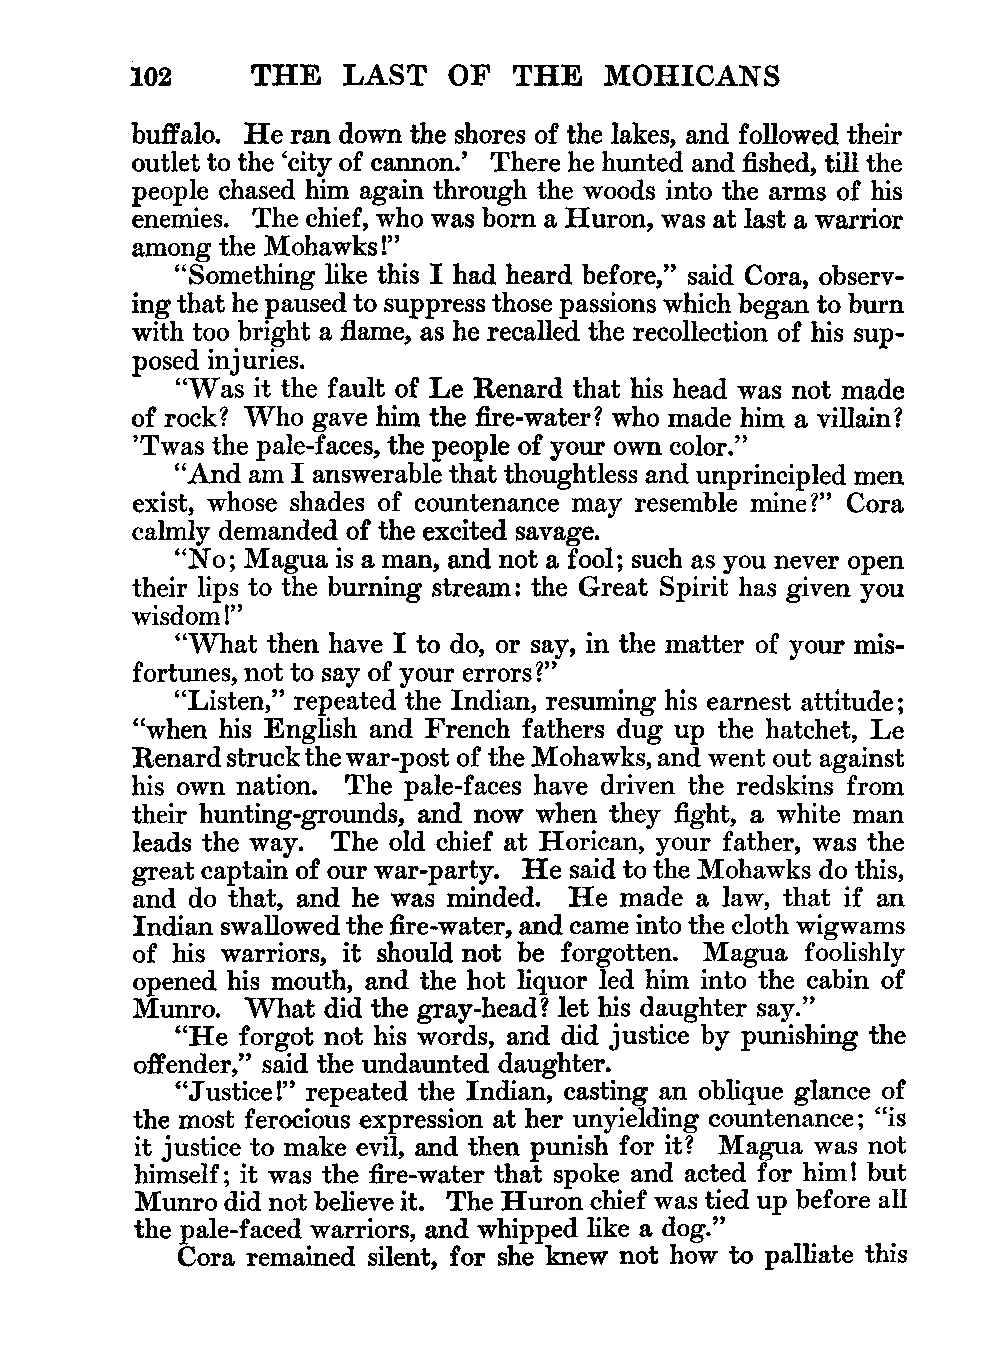 102 THE LAST OF THE MOHICANS
buffalo. He ran down the shores of the lakes, and followed their
outlet to the ‘city of cannon.’ There he hunted and fished, till the
people chased him again through the woods into the arms of his
enemies. The chief, who was born a Huron, was at last a warrior
among the Mohawks!”
“Something like this I had heard before,” said Cora, observ-
ing that he paused to suppress those passions which began to burn
with too bright a flame, as he recalled the recollection of his sup-
posed injuries.
“Was it the fault of Le Renard that his head was not made
of rock? Who gave him the fire-water? who made him a villain?
’Twas the pale-faces, the people of your own color.”
“And am I answerable that thoughtless and unprincipled men
exist, whose shades of countenance may resemble mine?” Cora
calmly demanded of the excited savage.
“No; Magua is a man, and not a fool; such as you never open
their lips to the burning stream: the Great Spirit has given you
wisdom!”
“What then have I to do, or say, in the matter of your mis-
fortunes, not to say of your errors?”
“Listen,” repeated the Indian, resuming his earnest attitude;
“when his English and French fathers dug up the hatchet, Le
Renard struck the war-post of the Mohawks, and went out against
his own nation. The pale-faces have driven the redskins from
their hunting-grounds, and now when they fight, a white man
leads the way. The old chief at Horican, your father, was the
great captain of our war-party. He said to the Mohawks do this,
and do that, and he was minded. He made a law, that if an
Indian swallowed the fire-water, and came into the cloth wigwams
of his warriors, it should not be forgotten. Magua foolishly
opened his mouth, and the hot liquor led him into the cabin of
Munro. What did the gray-head? let his daughter say.”
“He forgot not his words, and did justice by punishing the
offender,” said the undaunted daughter.
“Justice!” repeated the Indian, casting an oblique glance of
the most ferocious expression at her unyielding countenance; “is
it justice to make evil, and then punish for it? Magua was not
himself; it was the fire-water that spoke and acted for him! but
Munro did not believe it. The Huron chief was tied up before all
the pale-faced warriors, and whipped like a dog.”
Cora remained silent, for she knew not how to palliate this